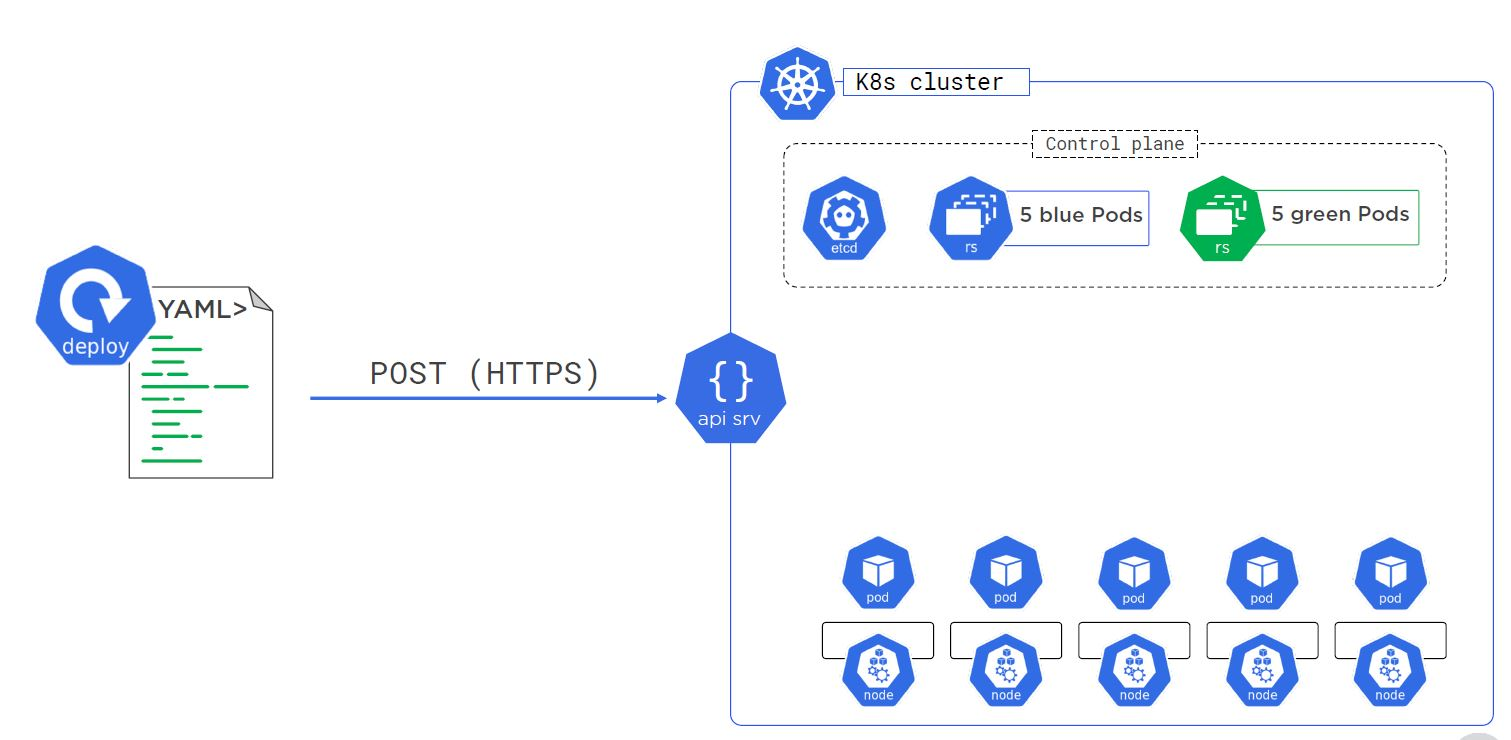 K8s cluster
Control plane
etcd
rs
5 blue Pods
rs
5 green Pods
YAML>
deploy
POST (HTTPS)
{}
api srv
pod
pod
pod
pod
pod
node
node
node
node
node